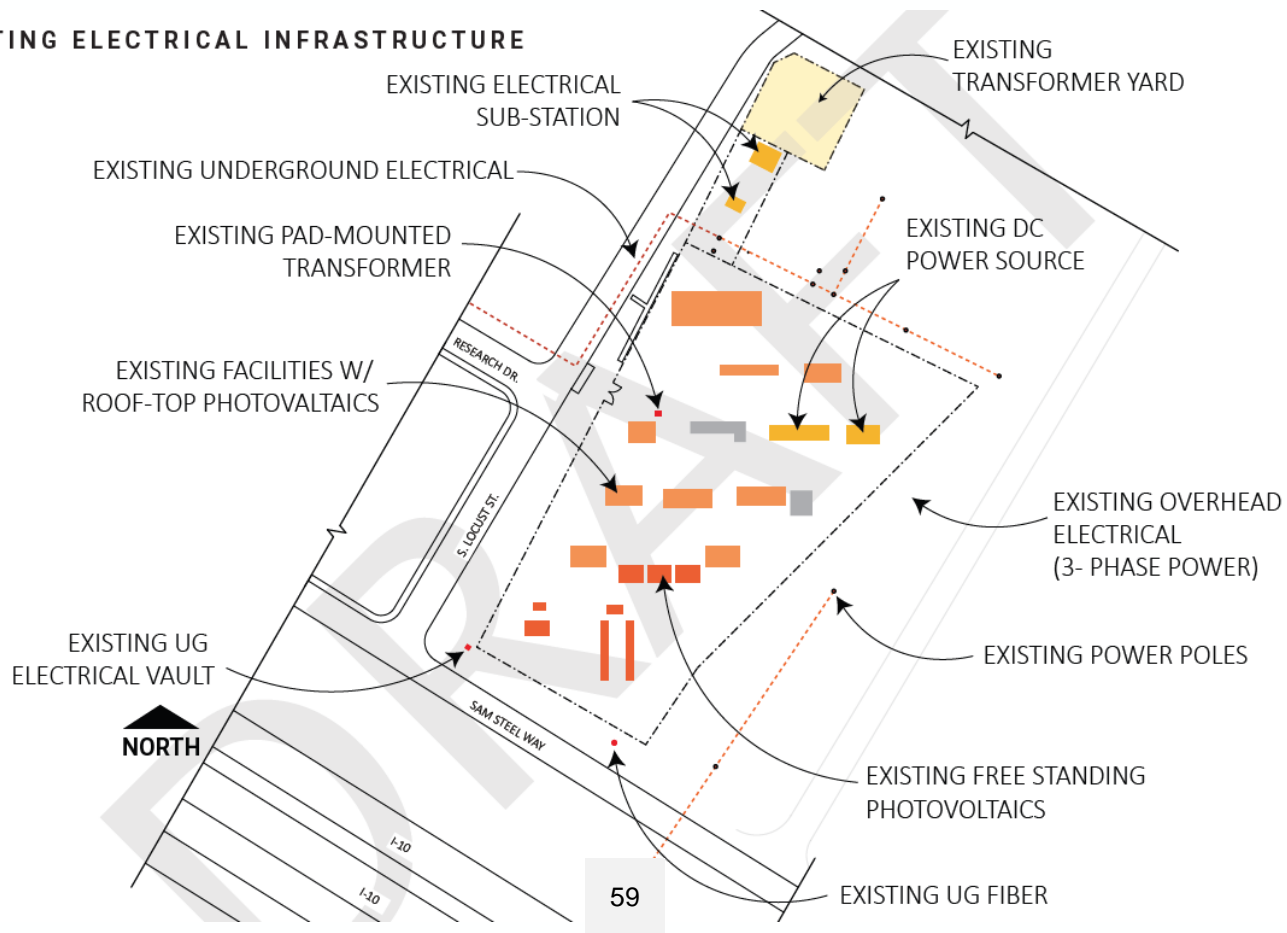 TING ELECTRICAL INFRASTRUCTURE
EXISTING
TRANSFORMER YARD
EXISTING ELECTRICAL
SUB-STATION
EXISTING UNDERGROUND ELECTRICAL
EXISTING PAD-MOUNTED
TRANSFORMER
EXISTING DC
POWER SOURCE
RESEARCH DR.
EXISTING FACILITIES W/
ROOF-TOP PHOTOVALTAICS
S. LOCUST ST.
EXISTING OVERHEAD
ELECTRICAL
(3- PHASE POWER)
EXISTING UG
ELECTRICAL VAULT
EXISTING POWER POLES
NORTH
SAM STEEL WAY
EXISTING FREE STANDING
PHOTOVOLTAICS
I-10
I-10
59
EXISTING UG FIBER
DRAFT